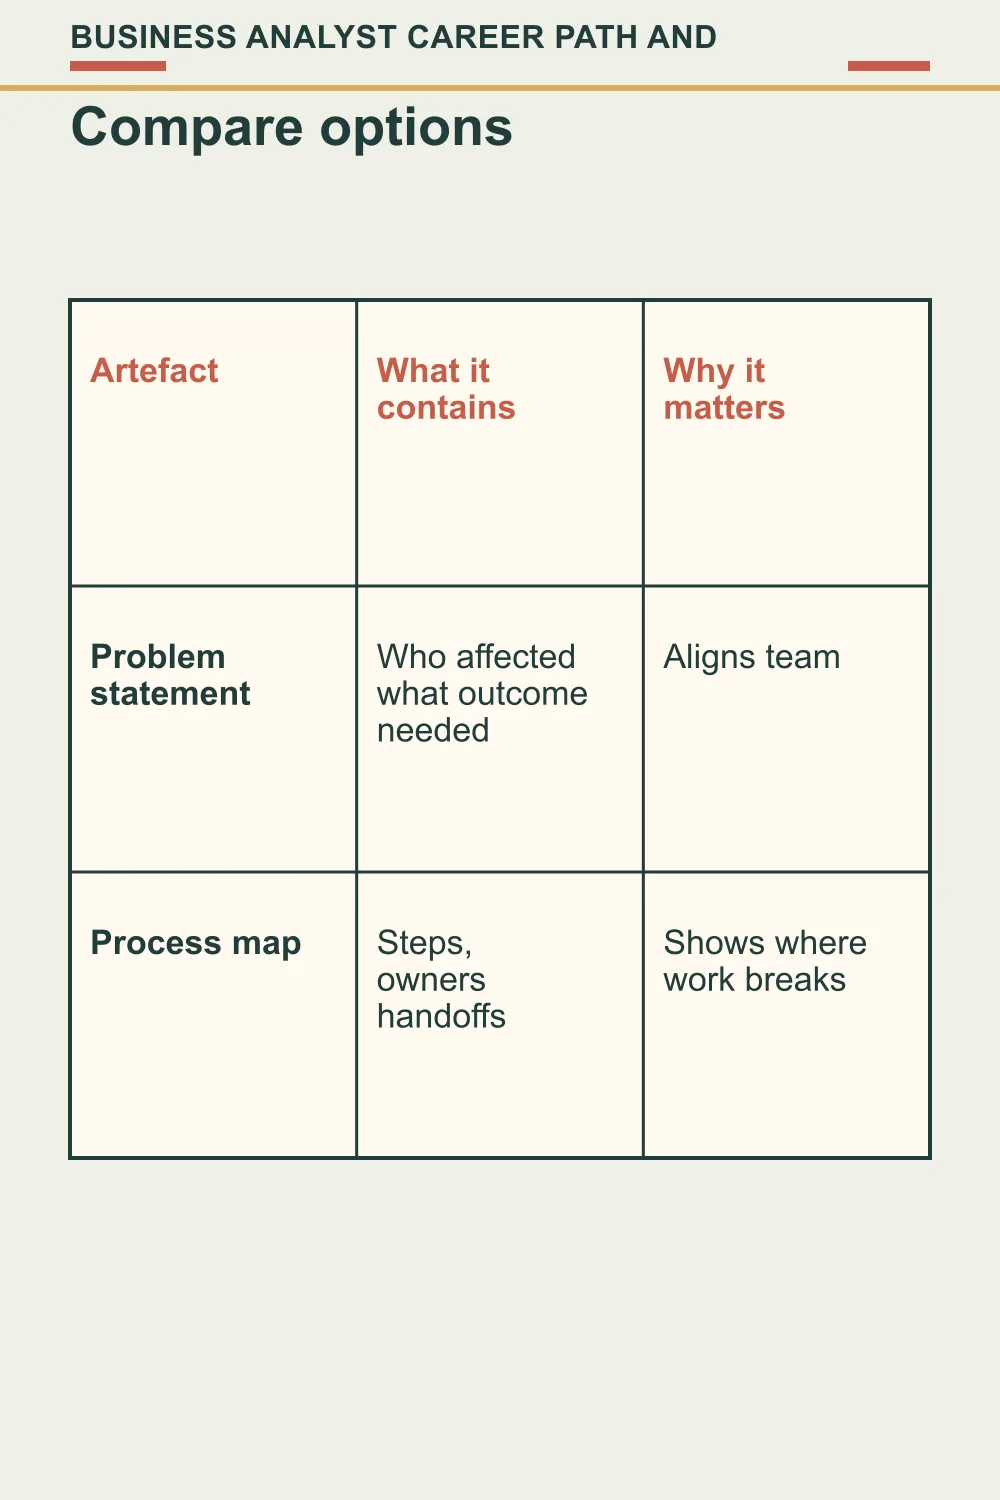 BUSINESS ANALYST CAREER PATH AND
Compare options
Artefact
What it
contains
Why it
matters
Problem
statement
Who affected
what outcome
needed
Aligns team
Process map
Steps,
owners
handoffs
Shows where
work breaks